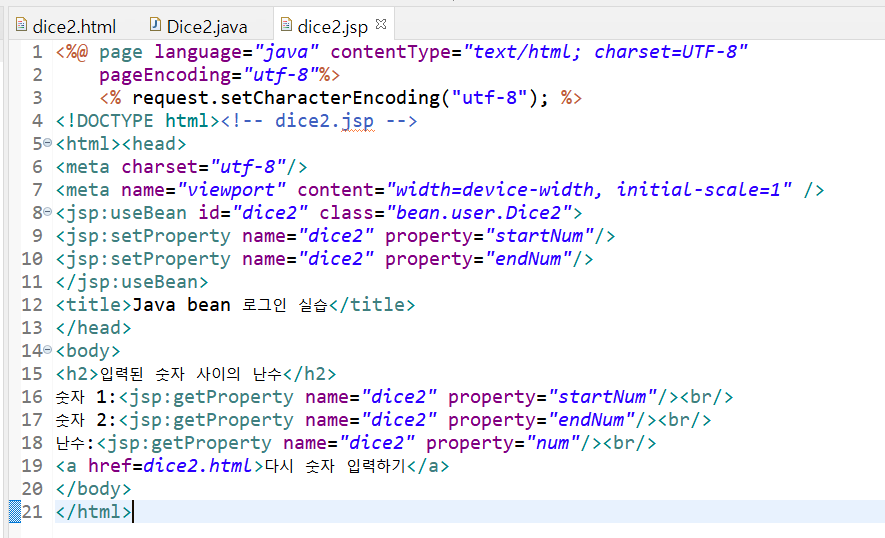 dice2.html Dice2.java dice2.jsp
1 <%@ page language="java" contentType="text/html; charset=UTF-8"
2     pageEncoding="utf-8"%>
3     <% request.setCharacterEncoding("utf-8"); %>
4 <!DOCTYPE html><!-- dice2.jsp -->
5 <html><head>
6 <meta charset="utf-8"/>
7 <meta name="viewport" content="width=device-width, initial-scale=1" />
8 <jsp:useBean id="dice2" class="bean.user.Dice2">
9 <jsp:setProperty name="dice2" property="startNum"/>
10 <jsp:setProperty name="dice2" property="endNum"/>
11 </jsp:useBean>
12 <title>Java bean 로그인 실습</title>
13 </head>
14 <body>
15 <h2>입력된 숫자 사이의 난수</h2>
16 숫자 1:<jsp:getProperty name="dice2" property="startNum"/><br/>
17 숫자 2:<jsp:getProperty name="dice2" property="endNum"/><br/>
18 난수:<jsp:getProperty name="dice2" property="num"/><br/>
19 <a href=dice2.html>다시 숫자 입력하기</a>
20 </body>
21 </html>